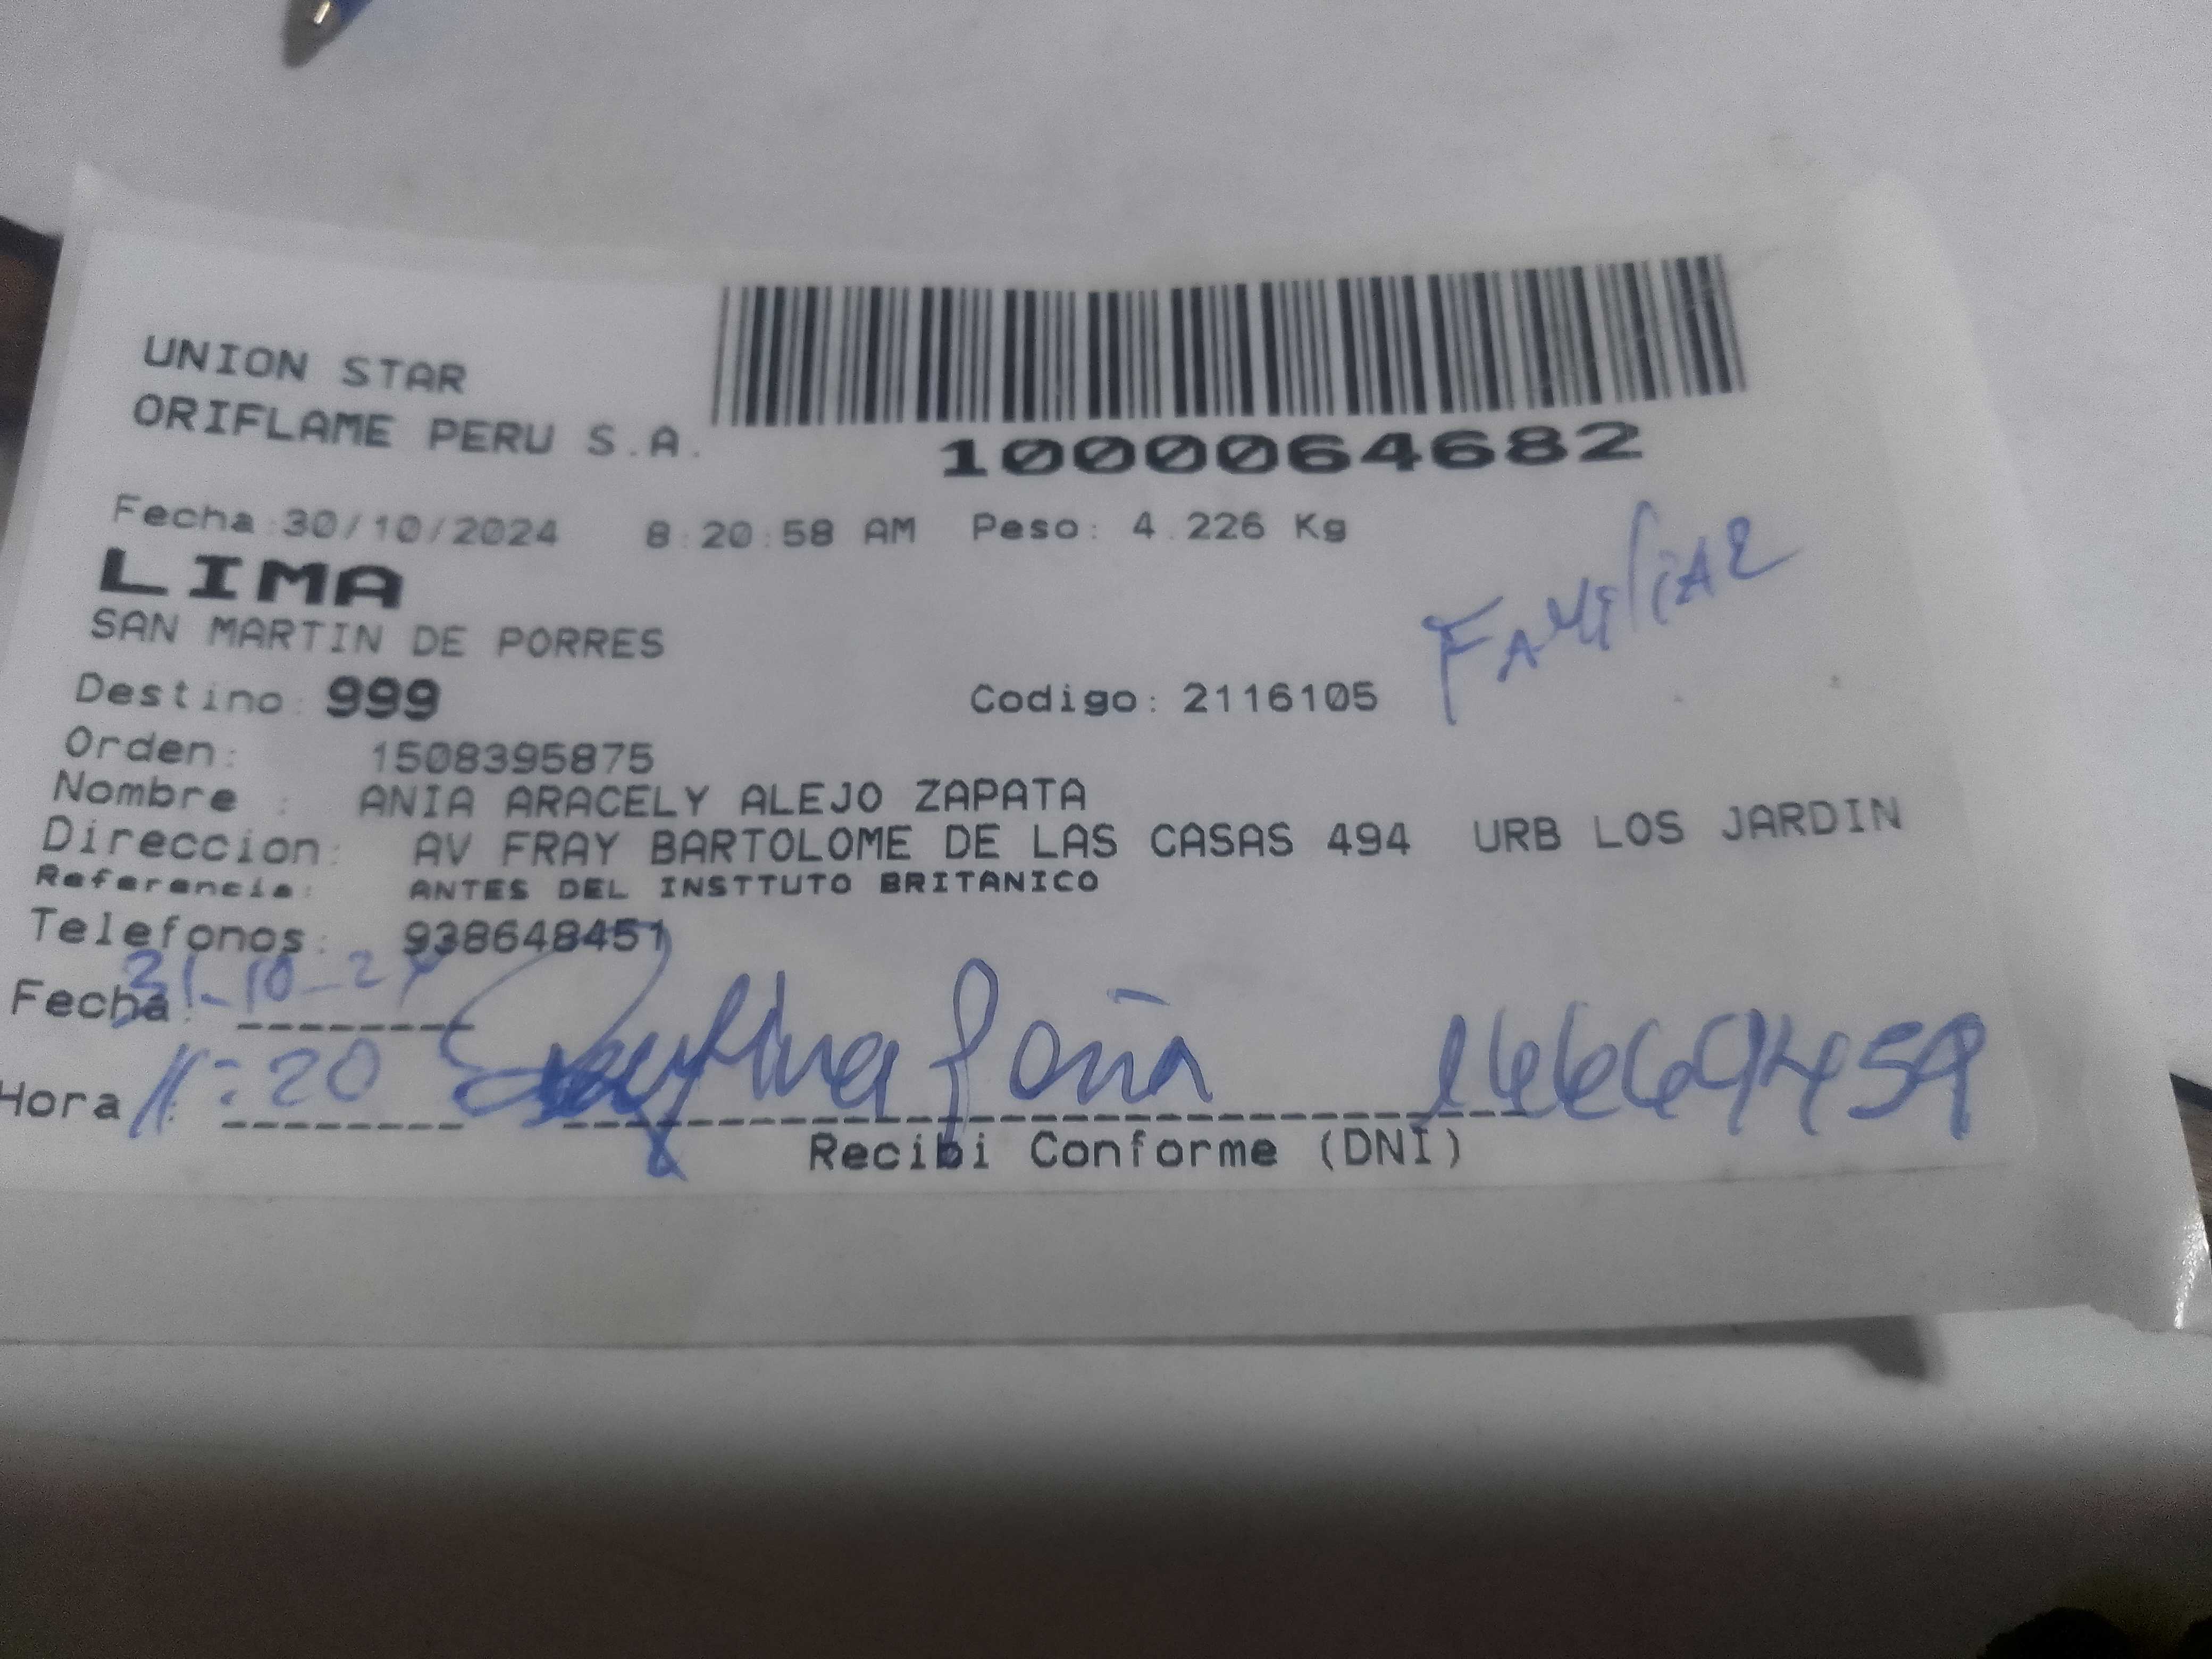 UNION STAR
ORIFLAME PERU S.A.
1000064682
Fecha:30/10/2024 8:20:58 AM Peso: 4.226 Kg
LIMA
SAN MARTIN DE PORRES
FAMiliAR
Destino: 999 Codigo: 2116105
Orden: 1508395875
Nombre : ANIA ARACELY ALEJO ZAPATA
Direccion: AV FRAY BARTOLOME DE LAS CASAS 494 URB LOS JARDIN
Referencia: ANTES DEL INSTTUTO BRITANICO
Telefonos: 938648451
Fecha: 31-10-24
Hora 11:20 Peña 16669459
Recibi Conforme (DNI)